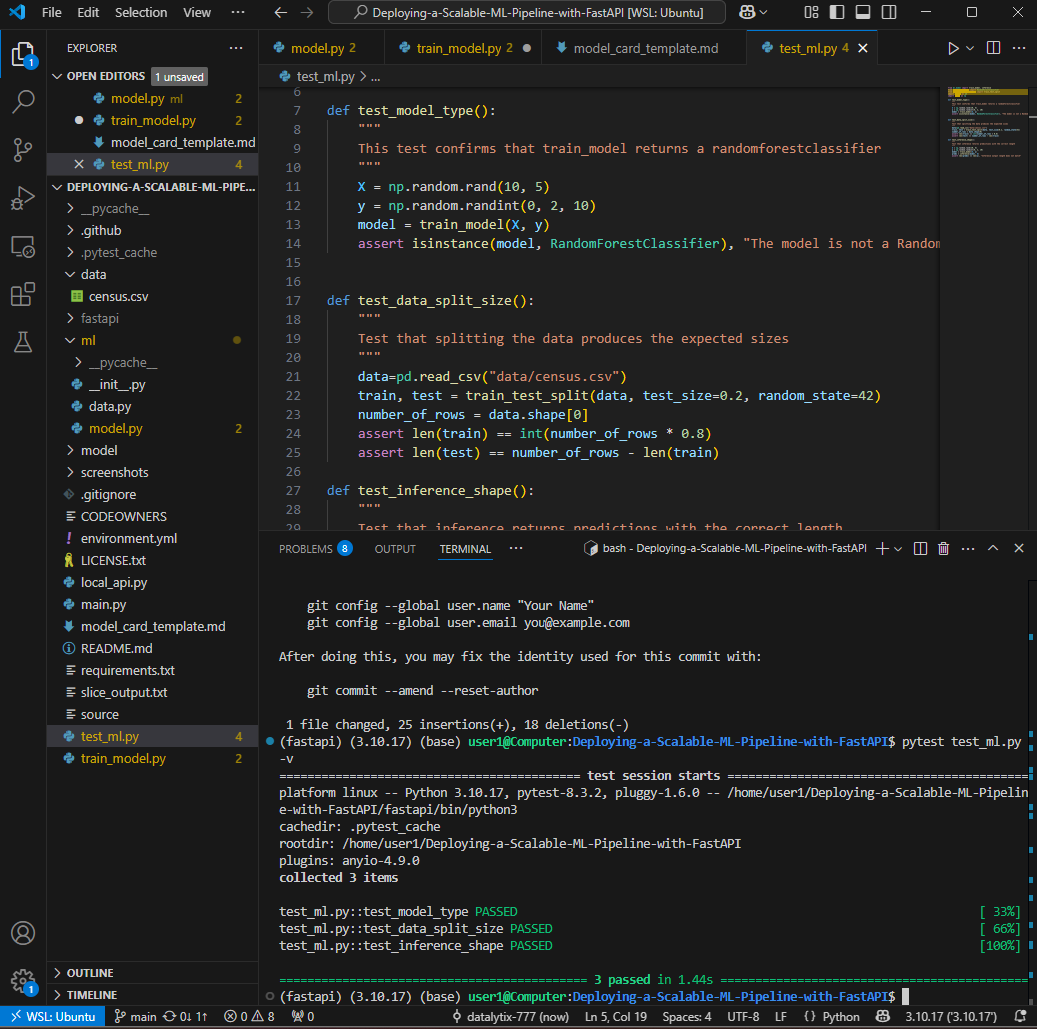 File Edit Selection View ··· Deploying-a-Scalable-ML-Pipeline-with-FastAPI [WSL: Ubuntu]
EXPLORER ···
OPEN EDITORS 1 unsaved
model.py ml 2
train_model.py 2
model_card_template.md
test_ml.py 4
DEPLOYING-A-SCALABLE-ML-PIPE...
__pycache__
.github
.pytest_cache
data
census.csv
fastapi
ml
__pycache__
__init__.py
data.py
model.py 2
model
screenshots
.gitignore
CODEOWNERS
environment.yml
LICENSE.txt
local_api.py
main.py
model_card_template.md
README.md
requirements.txt
slice_output.txt
source
test_ml.py 4
train_model.py 2
OUTLINE
TIMELINE
1
1
model.py 2 train_model.py 2 model_card_template.md test_ml.py 4
test_ml.py > ...
6
7 def test_model_type():
8 """
9 This test confirms that train_model returns a randomforestclassifier
10 """
11 X = np.random.rand(10, 5)
12 y = np.random.randint(0, 2, 10)
13 model = train_model(X, y)
14 assert isinstance(model, RandomForestClassifier), "The model is not a Random
15
16
17 def test_data_split_size():
18 """
19 Test that splitting the data produces the expected sizes
20 """
21 data=pd.read_csv("data/census.csv")
22 train, test = train_test_split(data, test_size=0.2, random_state=42)
23 number_of_rows = data.shape[0]
24 assert len(train) == int(number_of_rows * 0.8)
25 assert len(test) == number_of_rows - len(train)
26
27 def test_inference_shape():
28 """
29 Test that inference returns predictions with the correct length
PROBLEMS 8 OUTPUT TERMINAL ··· bash - Deploying-a-Scalable-ML-Pipeline-with-FastAPI
git config --global user.name "Your Name"
git config --global user.email you@example.com
After doing this, you may fix the identity used for this commit with:
git commit --amend --reset-author
1 file changed, 25 insertions(+), 18 deletions(-)
(fastapi) (3.10.17) (base) user1@Computer:Deploying-a-Scalable-ML-Pipeline-with-FastAPI$ pytest test_ml.py
-v
=========================================== test session starts ===========================================
platform linux -- Python 3.10.17, pytest-8.3.2, pluggy-1.6.0 -- /home/user1/Deploying-a-Scalable-ML-Pipelin
e-with-FastAPI/fastapi/bin/python3
cachedir: .pytest_cache
rootdir: /home/user1/Deploying-a-Scalable-ML-Pipeline-with-FastAPI
plugins: anyio-4.9.0
collected 3 items
test_ml.py::test_model_type PASSED [ 33%]
test_ml.py::test_data_split_size PASSED [ 66%]
test_ml.py::test_inference_shape PASSED [100%]
============================================ 3 passed in 1.44s ============================================
(fastapi) (3.10.17) (base) user1@Computer:Deploying-a-Scalable-ML-Pipeline-with-FastAPI$
WSL: Ubuntu main 0↓ 1↑ 0 8 0 datalytix-777 (now) Ln 5, Col 19 Spaces: 4 UTF-8 LF {} Python 3.10.17 ('3.10.17')